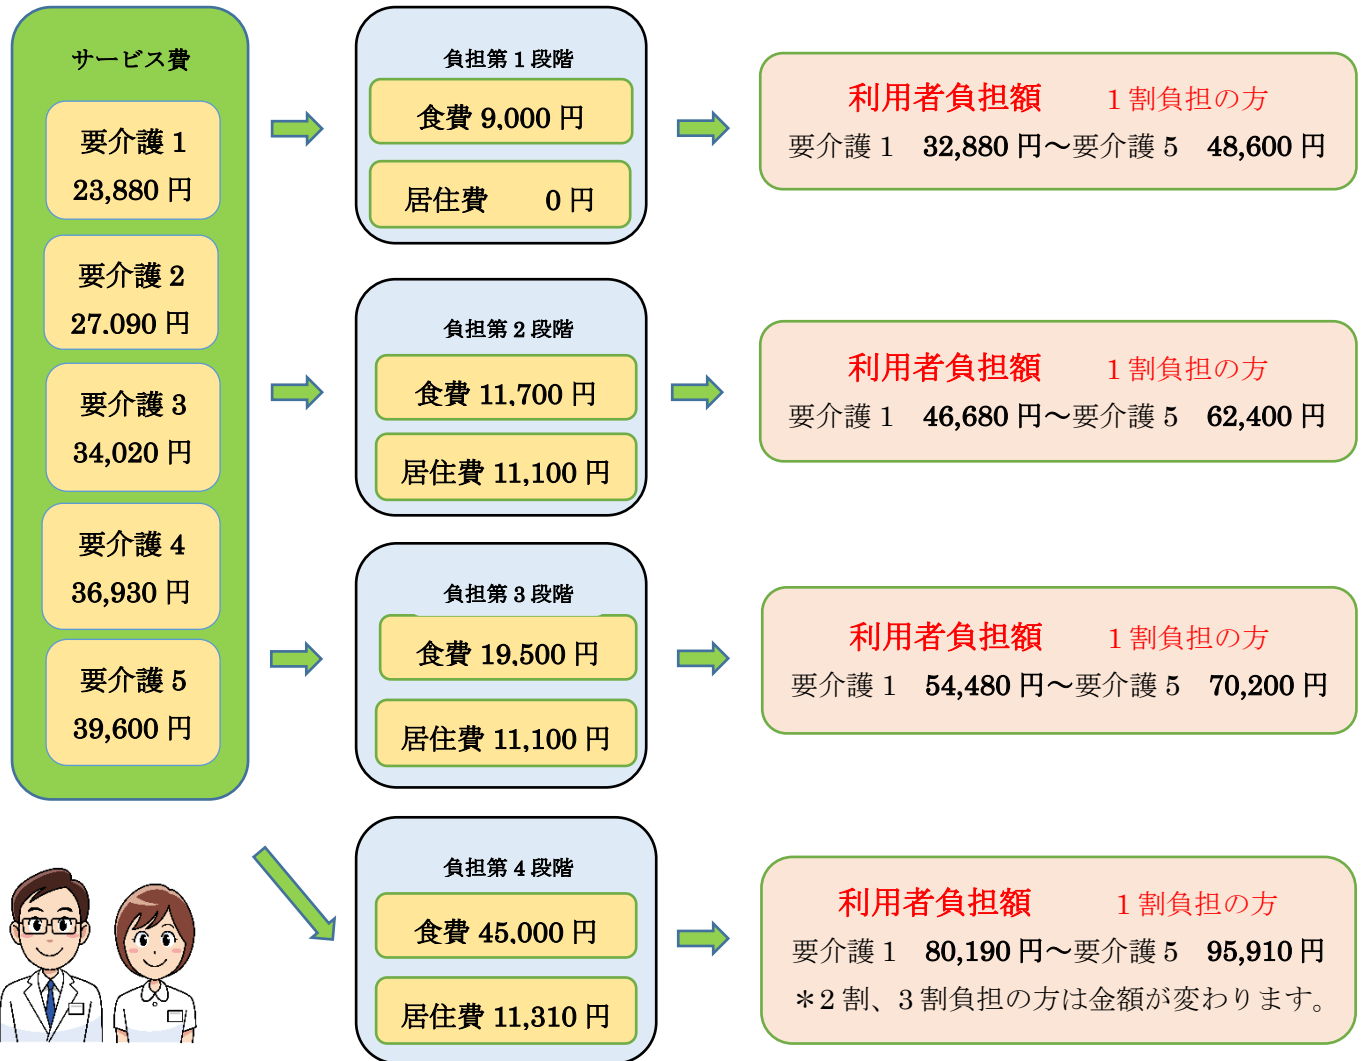 サービス費
要介護 1
23,880 円
要介護 2
27.090 円
要介護 3
34,020 円
要介護 4
36,930 円
要介護 5
39,600 円
負担第 1 段階
食費 9,000 円
居住費　　0 円
利用者負担額　　1 割負担の方
要介護 1　32,880 円～要介護 5　48,600 円
負担第 2 段階
食費 11,700 円
居住費 11,100 円
利用者負担額　　1 割負担の方
要介護 1　46,680 円～要介護 5　62,400 円
負担第 3 段階
食費 19,500 円
居住費 11,100 円
利用者負担額　　1 割負担の方
要介護 1　54,480 円～要介護 5　70,200 円
負担第 4 段階
食費 45,000 円
居住費 11,310 円
利用者負担額　　1 割負担の方
要介護 1　80,190 円～要介護 5　95,910 円
＊2 割、3 割負担の方は金額が変わります。